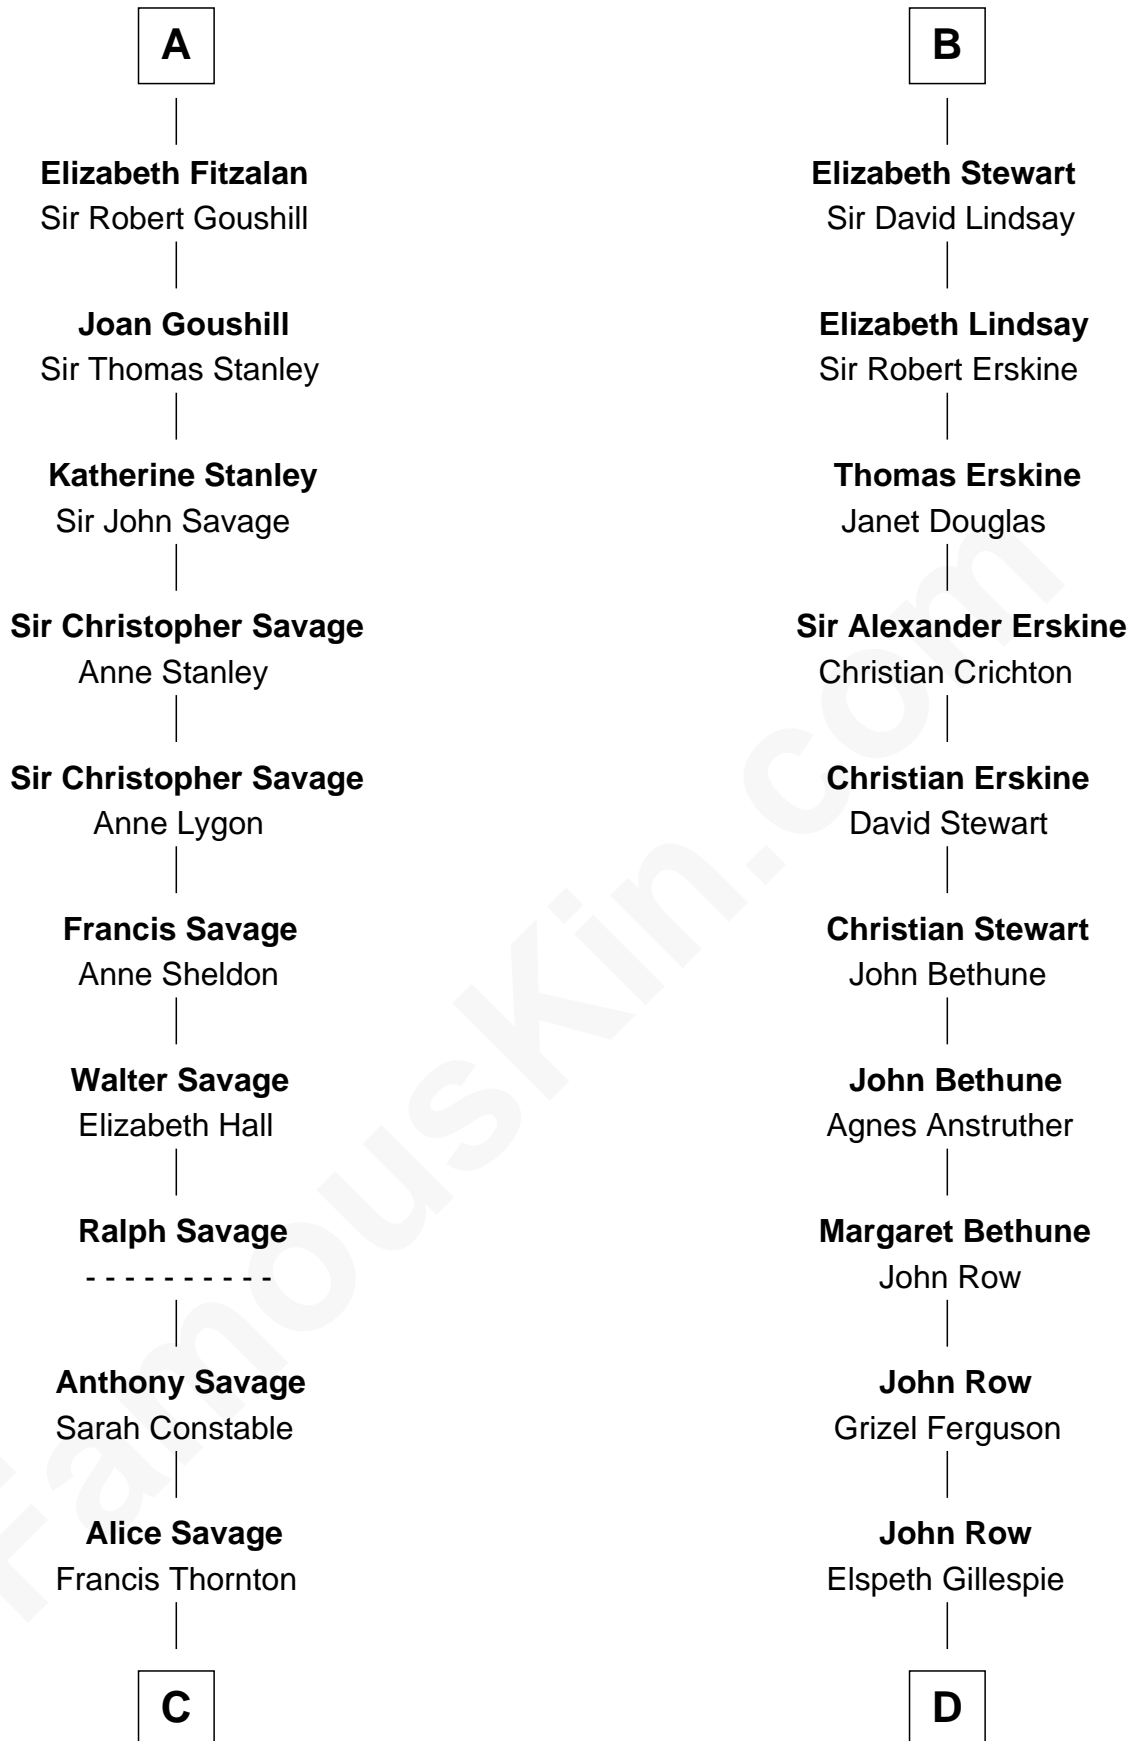 A
Elizabeth Fitzalan
Sir Robert Goushill
Joan Goushill
Sir Thomas Stanley
Katherine Stanley
Sir John Savage
Sir Christopher Savage
Anne Stanley
Sir Christopher Savage
Anne Lygon
Francis Savage
Anne Sheldon
Walter Savage
Elizabeth Hall
Ralph Savage
- - - - - - - - - -
Anthony Savage
Sarah Constable
Alice Savage
Francis Thornton
C
B
Elizabeth Stewart
Sir David Lindsay
Elizabeth Lindsay
Sir Robert Erskine
Thomas Erskine
Janet Douglas
Sir Alexander Erskine
Christian Crichton
Christian Erskine
David Stewart
Christian Stewart
John Bethune
John Bethune
Agnes Anstruther
Margaret Bethune
John Row
John Row
Grizel Ferguson
John Row
Elspeth Gillespie
D
FamousKin.com